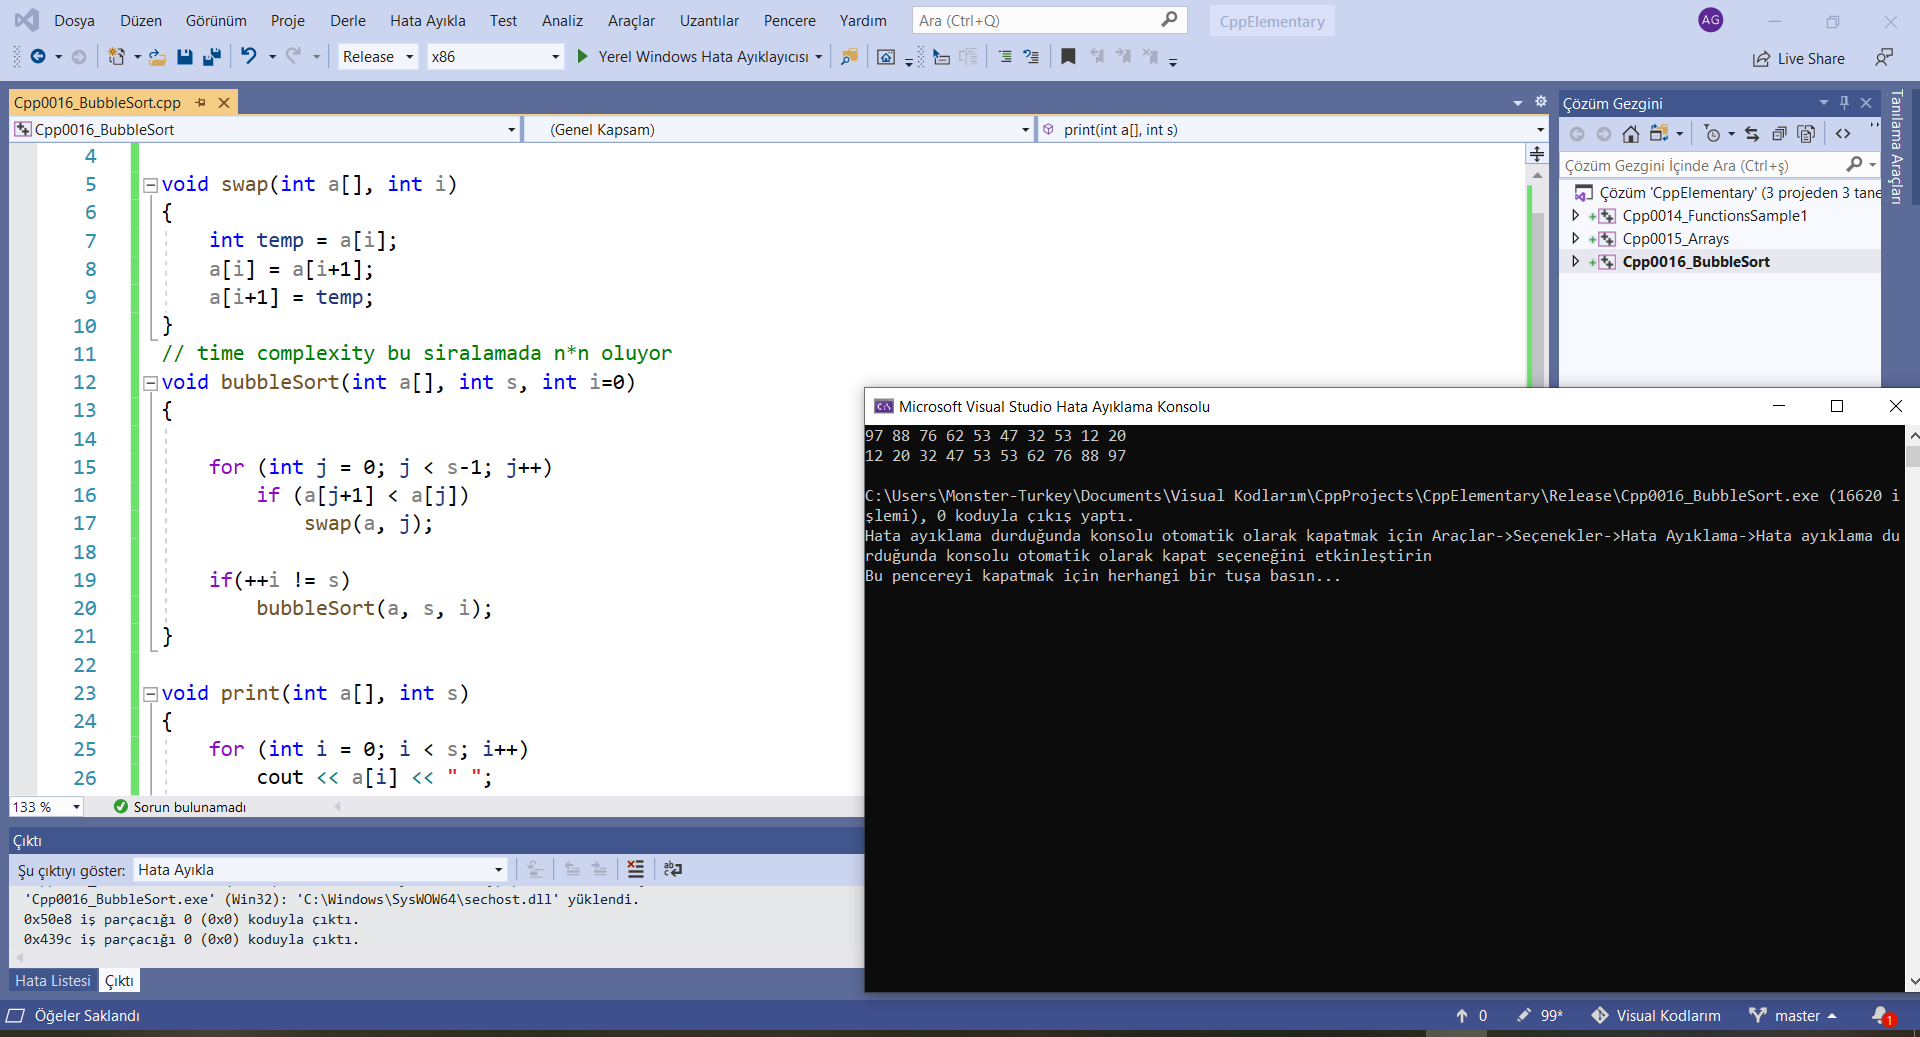 Dosya Düzen Görünüm Proje Derle Hata Ayıkla Test Analiz Araçlar Uzantılar Pencere Yardım Ara (Ctrl+Q) CppElementary AG
Release x86 Yerel Windows Hata Ayıklayıcısı Live Share
Cpp0016_BubbleSort.cpp
Cpp0016_BubbleSort (Genel Kapsam) print(int a[], int s)
4
5 void swap(int a[], int i)
6 {
7 int temp = a[i];
8 a[i] = a[i+1];
9 a[i+1] = temp;
10 }
11 // time complexity bu siralamada n*n oluyor
12 void bubbleSort(int a[], int s, int i=0)
13 {
14
15 for (int j = 0; j < s-1; j++)
16 if (a[j+1] < a[j])
17 swap(a, j);
18
19 if(++i != s)
20 bubbleSort(a, s, i);
21 }
22
23 void print(int a[], int s)
24 {
25 for (int i = 0; i < s; i++)
26 cout << a[i] << " ";
133 % Sorun bulunamadı
Çözüm Gezgini
Çözüm Gezgini İçinde Ara (Ctrl+ş)
Çözüm 'CppElementary' (3 projeden 3 tane
Cpp0014_FunctionsSample1
Cpp0015_Arrays
Cpp0016_BubbleSort
Tanılama Araçları
Microsoft Visual Studio Hata Ayıklama Konsolu
97 88 76 62 53 47 32 53 12 20
12 20 32 47 53 53 62 76 88 97
C:\Users\Monster-Turkey\Documents\Visual Kodlarım\CppProjects\CppElementary\Release\Cpp0016_BubbleSort.exe (16620 i
şlemi), 0 koduyla çıkış yaptı.
Hata ayıklama durduğunda konsolu otomatik olarak kapatmak için Araçlar->Seçenekler->Hata Ayıklama->Hata ayıklama du
rduğunda konsolu otomatik olarak kapat seçeneğini etkinleştirin
Bu pencereyi kapatmak için herhangi bir tuşa basın...
Çıktı
Şu çıktıyı göster: Hata Ayıkla
'Cpp0016_BubbleSort.exe' (Win32): 'C:\Windows\SysWOW64\sechost.dll' yüklendi.
0x50e8 iş parçacığı 0 (0x0) koduyla çıktı.
0x439c iş parçacığı 0 (0x0) koduyla çıktı.
Hata Listesi Çıktı
Öğeler Saklandı 0 99* Visual Kodlarım master 1